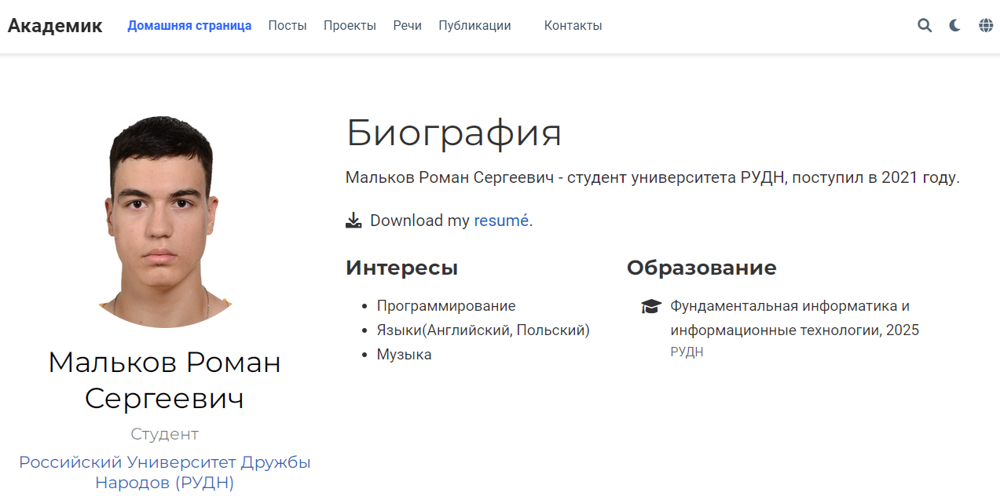 Академик Домашняя страница Посты Проекты Речи Публикации Контакты
Биография
Мальков Роман Сергеевич - студент университета РУДН, поступил в 2021 году.
Download my resumé.
Интересы
Программирование
Языки(Английский, Польский)
Музыка
Образование
Фундаментальная информатика и
информационные технологии, 2025
РУДН
Мальков Роман
Сергеевич
Студент
Российский Университет Дружбы
Народов (РУДН)